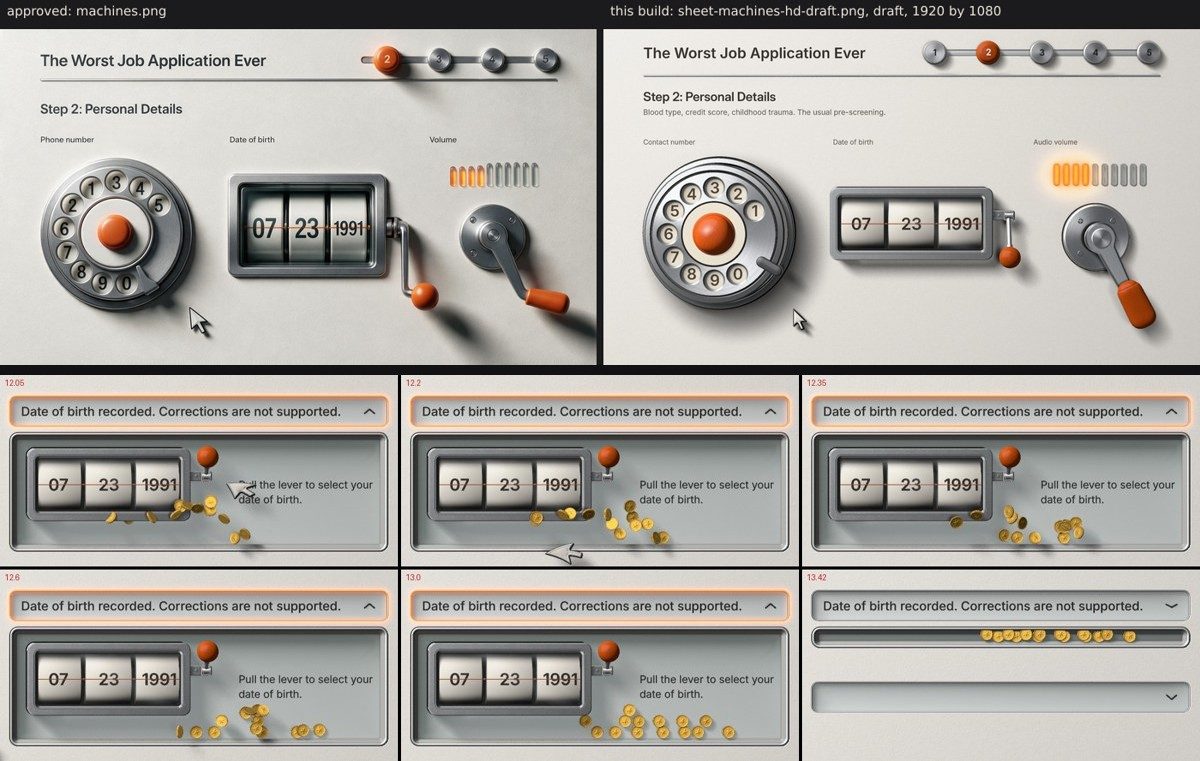 approved: machines.png
The Worst Job Application Ever
2 3 4 5
Step 2: Personal Details
Phone number
Date of birth
Volume
1 3 4 5 2 6 7 8 9 0
07 23 1991
this build: sheet-machines-hd-draft.png, draft, 1920 by 1080
The Worst Job Application Ever
1 2 3 4 5
Step 2: Personal Details
Blood type, credit score, childhood trauma. The usual pre-screening.
Contact number
Date of birth
Audio volume
1 2 3 4 5 6 7 8 9 0
07 23 1991
12.05
Date of birth recorded. Corrections are not supported.
07 23 1991
the lever to select your
date of birth.
12.2
Date of birth recorded. Corrections are not supported.
07 23 1991
Pull the lever to select your
date of birth.
12.35
Date of birth recorded. Corrections are not supported.
07 23 1991
Pull the lever to select your
date of birth.
12.6
Date of birth recorded. Corrections are not supported.
07 23 1991
Pull the lever to select your
date of birth.
13.0
Date of birth recorded. Corrections are not supported.
07 23 1991
Pull the lever to select your
date of birth.
13.42
Date of birth recorded. Corrections are not supported.